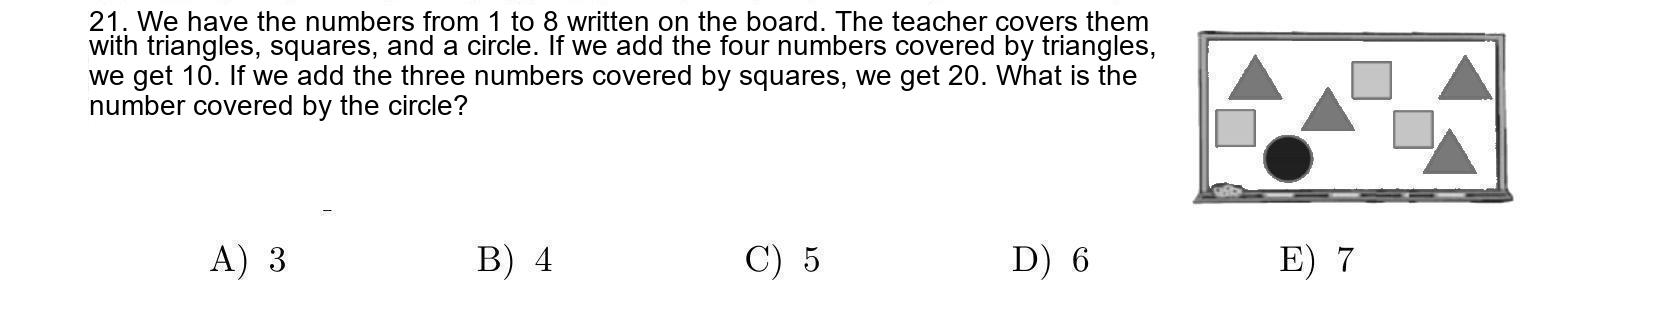 21. We have the numbers from 1 to 8 written on the board. The teacher covers them
with triangles, squares, and a circle. If we add the four numbers covered by triangles,
we get 10. If we add the three numbers covered by squares, we get 20. What is the
number covered by the circle?
A) 3 B) 4 C) 5 D) 6 E) 7